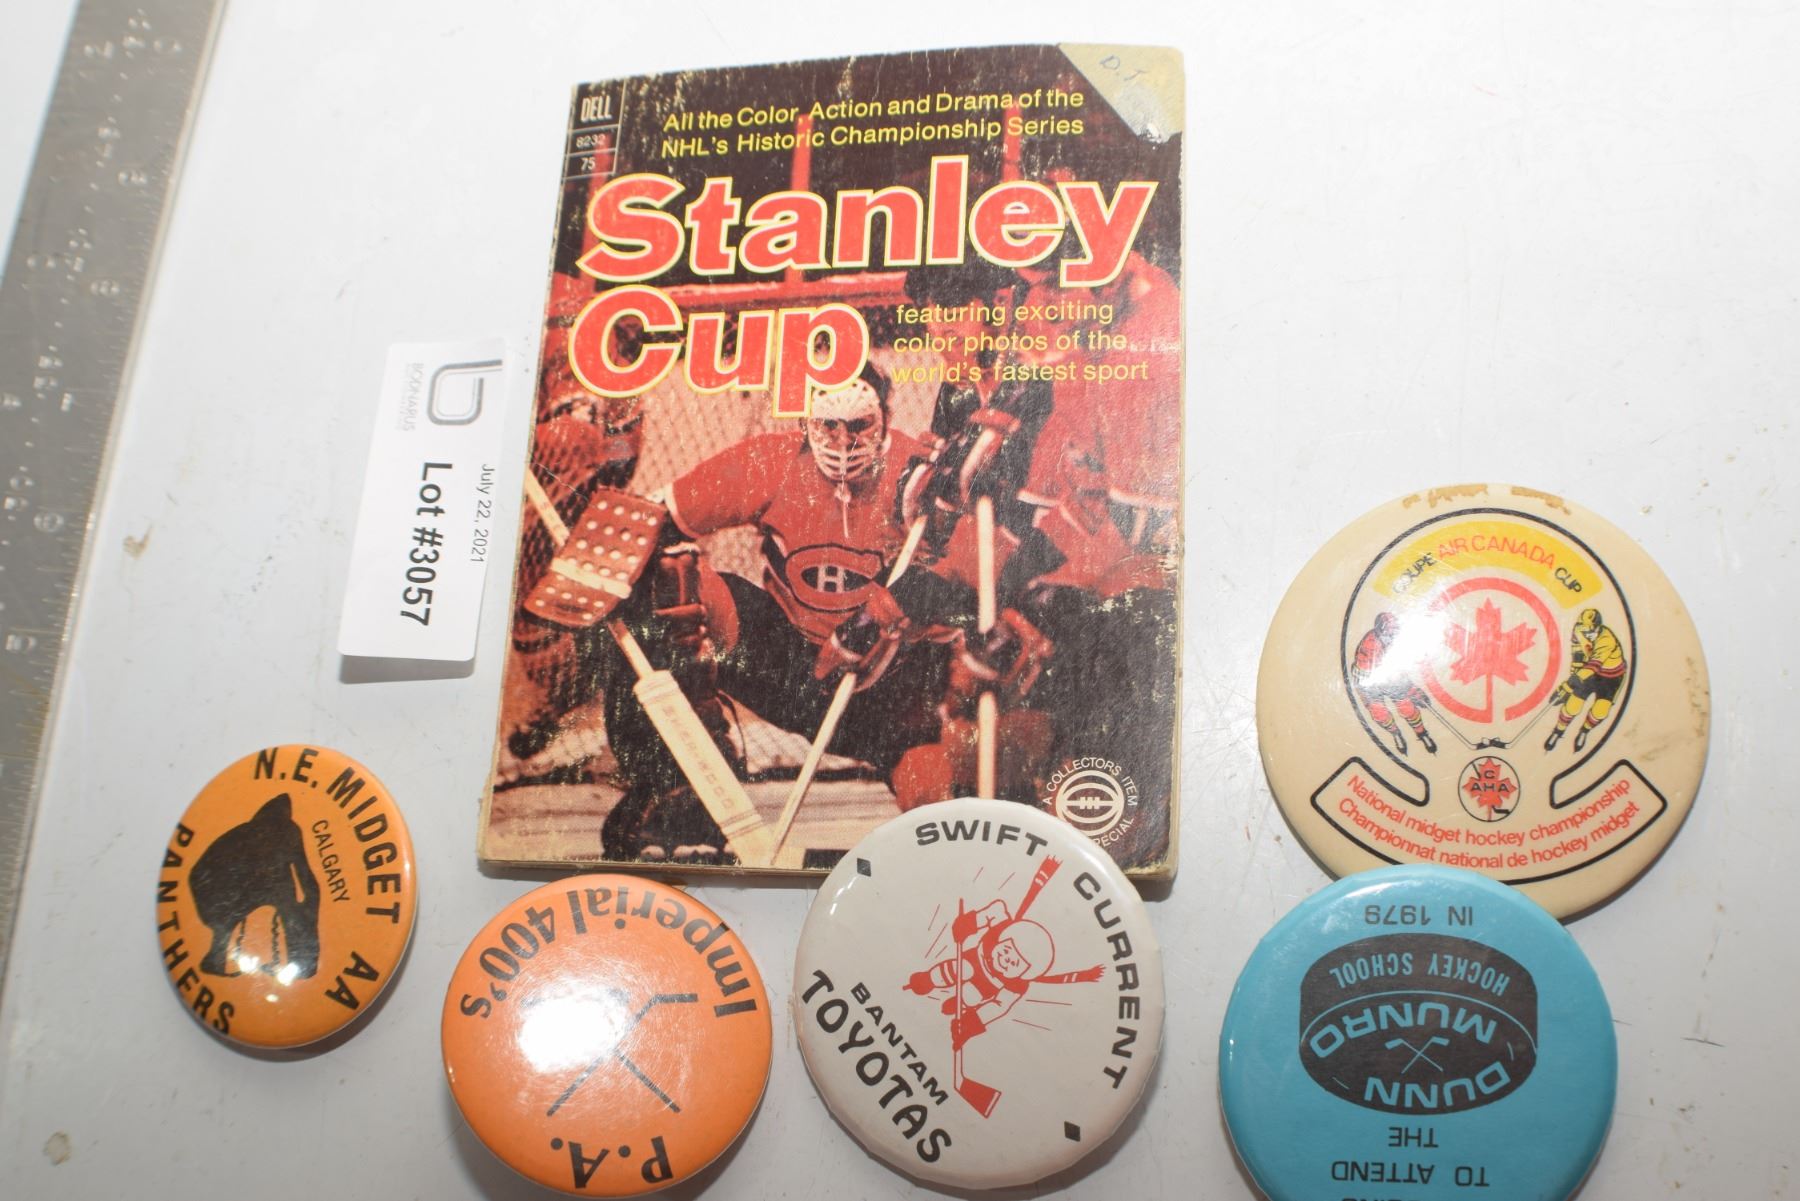 DELL
8232
75
D.J
All the Color, Action and Drama of the
NHL's Historic Championship Series
Stanley
Cup
featuring exciting
color photos of the
world's fastest sport
CH
SHERWOOD
A COLLECTORS ITEM
SPECIAL
BODNARUS
July 22, 2021
Lot #3057
N.E. MIDGET AA
CALGARY
PANTHERS
Imperial 400's
P.A.
SWIFT CURRENT
BANTAM
TOYOTAS
COUPE AIR CANADA CUP
CAHA
National midget hockey championship
Championnat national de hockey midget
TO ATTEND
THE
DUNN
MUNRO
HOCKEY SCHOOL
IN 1979